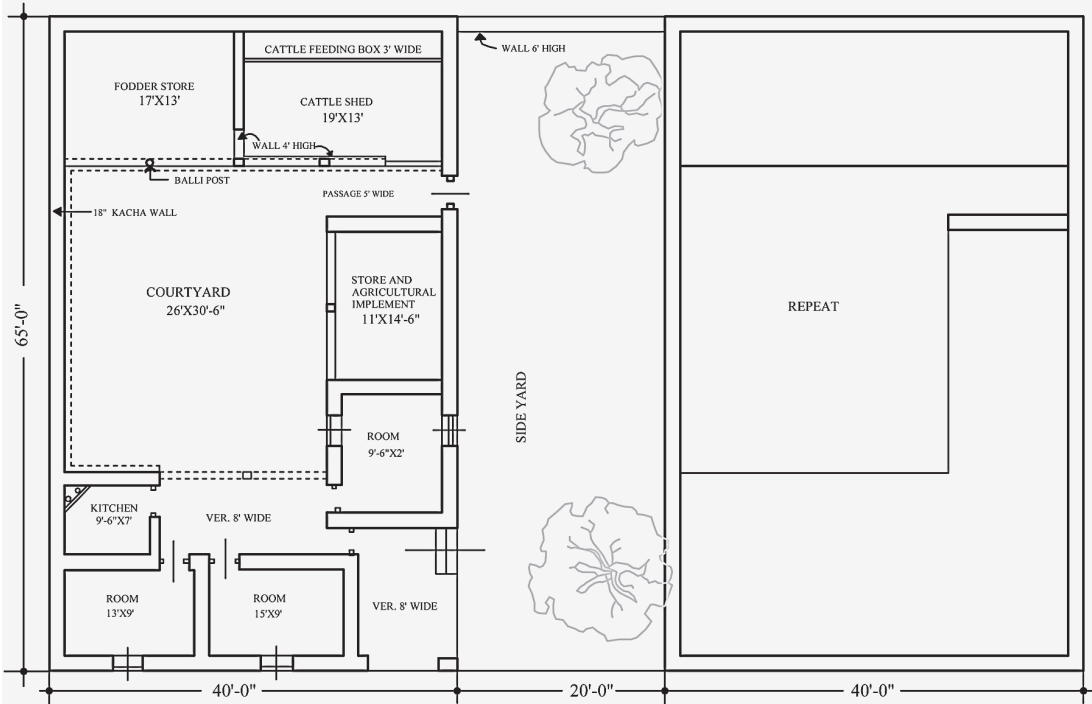 CATTLE FEEDING BOX 3' WIDE
WALL 6' HIGH
FODDER STORE
17'X13'
CATTLE SHED
19'X13'
WALL 4' HIGH
BALLI POST
PASSAGE 5' WIDE
18" KACHA WALL
COURTYARD
26'X30'-6"
STORE AND
AGRICULTURAL
IMPLEMENT
11'X14'-6"
REPEAT
65'-0"
SIDE YARD
ROOM
9'-6"X2'
KITCHEN
9'-6"X7'
VER. 8' WIDE
ROOM
13'X9'
ROOM
15'X9'
VER. 8' WIDE
40'-0"
20'-0"
40'-0"